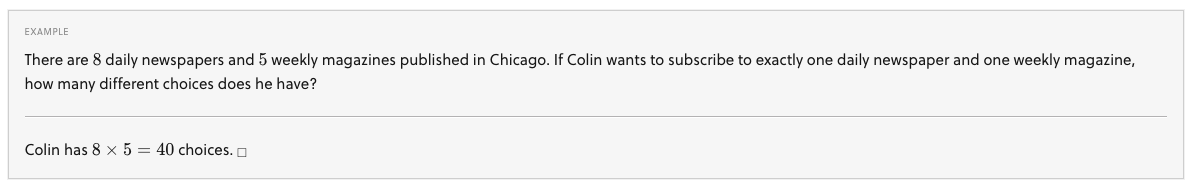 EXAMPLE
There are 8 daily newspapers and 5 weekly magazines published in Chicago. If Colin wants to subscribe to exactly one daily newspaper and one weekly magazine,
how many different choices does he have?
Colin has 8 × 5 = 40 choices. □